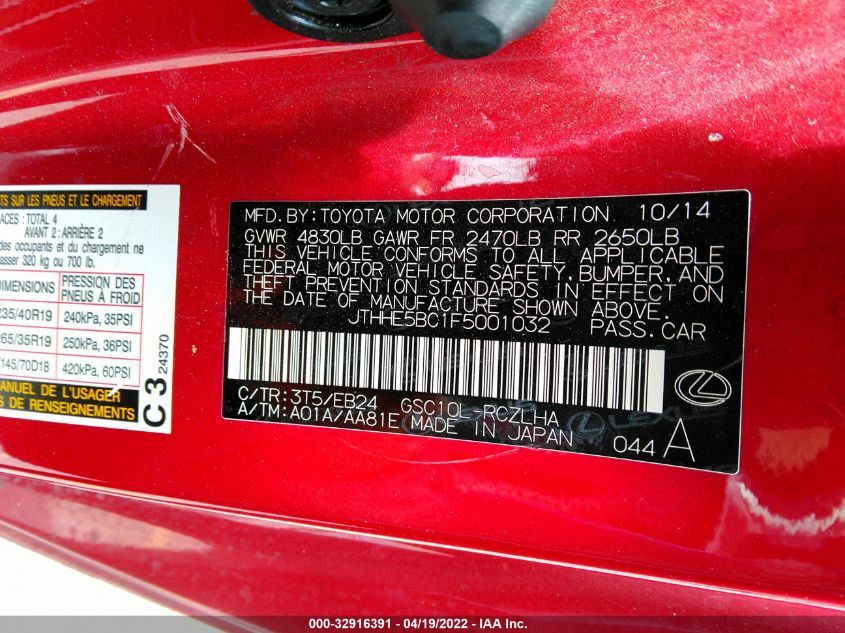 TS SUR LES PNEUS ET LE CHARGEMENT
ACES : TOTAL 4
AVANT 2 : ARRIÈRE 2
des occupants et du chargement ne
asser 320 kg ou 700 lb.
DIMENSIONS PRESSION DES PNEUS À FROID
235/40R19 240kPa, 35PSI
265/35R19 250kPa, 36PSI
145/70D18 420kPa, 60PSI
MANUEL DE L'USAGER
S DE RENSEIGNEMENTS
C 3 24370
MFD. BY: TOYOTA MOTOR CORPORATION 10/14
GVWR 4830LB GAWR FR 2470LB RR 2650LB
THIS VEHICLE CONFORMS TO ALL APPLICABLE
FEDERAL MOTOR VEHICLE SAFETY, BUMPER, AND
THEFT PREVENTION STANDARDS IN EFFECT ON
THE DATE OF MANUFACTURE SHOWN ABOVE.
JTHHE5BC1F5001032 PASS. CAR
C/TR: 3T5/EB24 GSC10L-RCZLHA
A/TM: A01A/AA81E MADE IN JAPAN
044 A
000-32916391 - 04/19/2022 - IAA Inc.